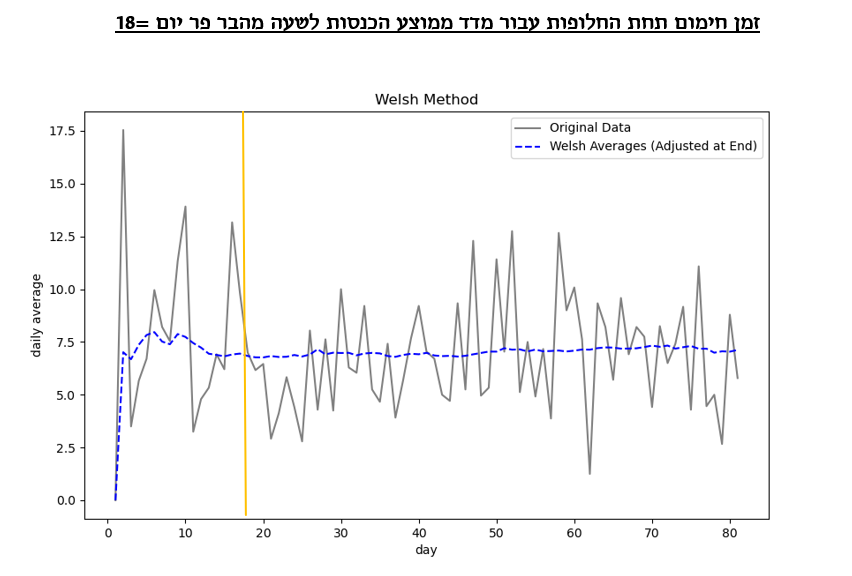 זמן חימום תחת החלופות עבור מדד ממוצע הכנסות לשעה מהבר פר יום =18
Welsh Method
Original Data
Welsh Averages (Adjusted at End)
daily average
17.5
15.0
12.5
10.0
7.5
5.0
2.5
0.0
0 10 20 30 40 50 60 70 80
day